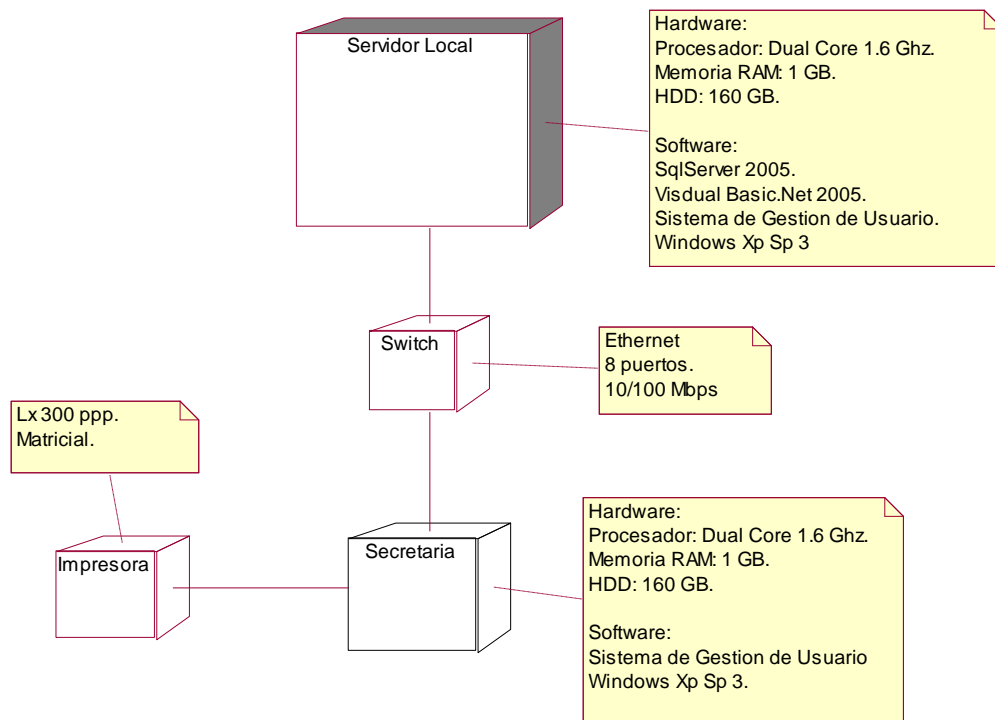 Servidor Local
Hardware:
Procesador: Dual Core 1.6 Ghz.
Memoria RAM: 1 GB.
HDD: 160 GB.
Software:
SqlServer 2005.
Visdual Basic.Net 2005.
Sistema de Gestion de Usuario.
Windows Xp Sp 3
Switch
Ethernet
8 puertos.
10/100 Mbps
Lx 300 ppp.
Matricial.
Impresora
Secretaria
Hardware:
Procesador: Dual Core 1.6 Ghz.
Memoria RAM: 1 GB.
HDD: 160 GB.
Software:
Sistema de Gestion de Usuario
Windows Xp Sp 3.